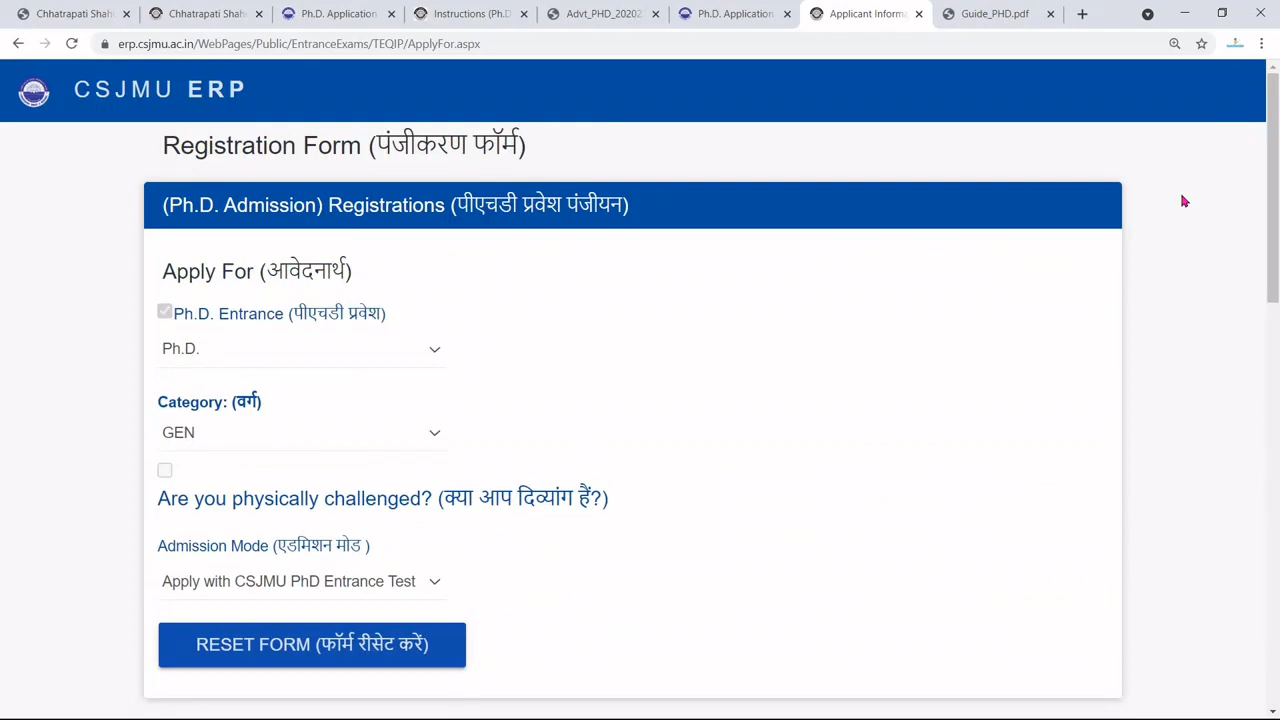 Chhatrapati Shah
Chhatrapati Shah
Ph.D. Application
Instructions (Ph.D.
Advt_PHD_20202
Ph.D. Application
Applicant Informa
Guide_PHD.pdf
erp.csjmu.ac.in/WebPages/Public/EntranceExams/TEQIP/ApplyFor.aspx
CSJMU ERP
Registration Form (पंजीकरण फॉर्म)
(Ph.D. Admission) Registrations (पीएचडी प्रवेश पंजीयन)
Apply For (आवेदनार्थ)
Ph.D. Entrance (पीएचडी प्रवेश)
Ph.D.
Category: (वर्ग)
GEN
Are you physically challenged? (क्या आप दिव्यांग हैं?)
Admission Mode (एडमिशन मोड )
Apply with CSJMU PhD Entrance Test
RESET FORM (फॉर्म रीसेट करें)